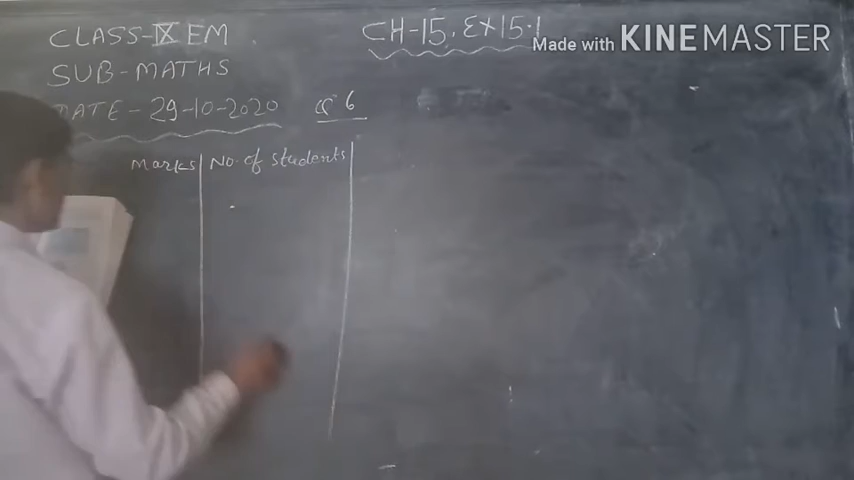 CLASS-IX EM
CH-15, EX 15.1
Made with KINEMASTER
SUB-MATHS
DATE-29-10-2020
6
Marks No. of students